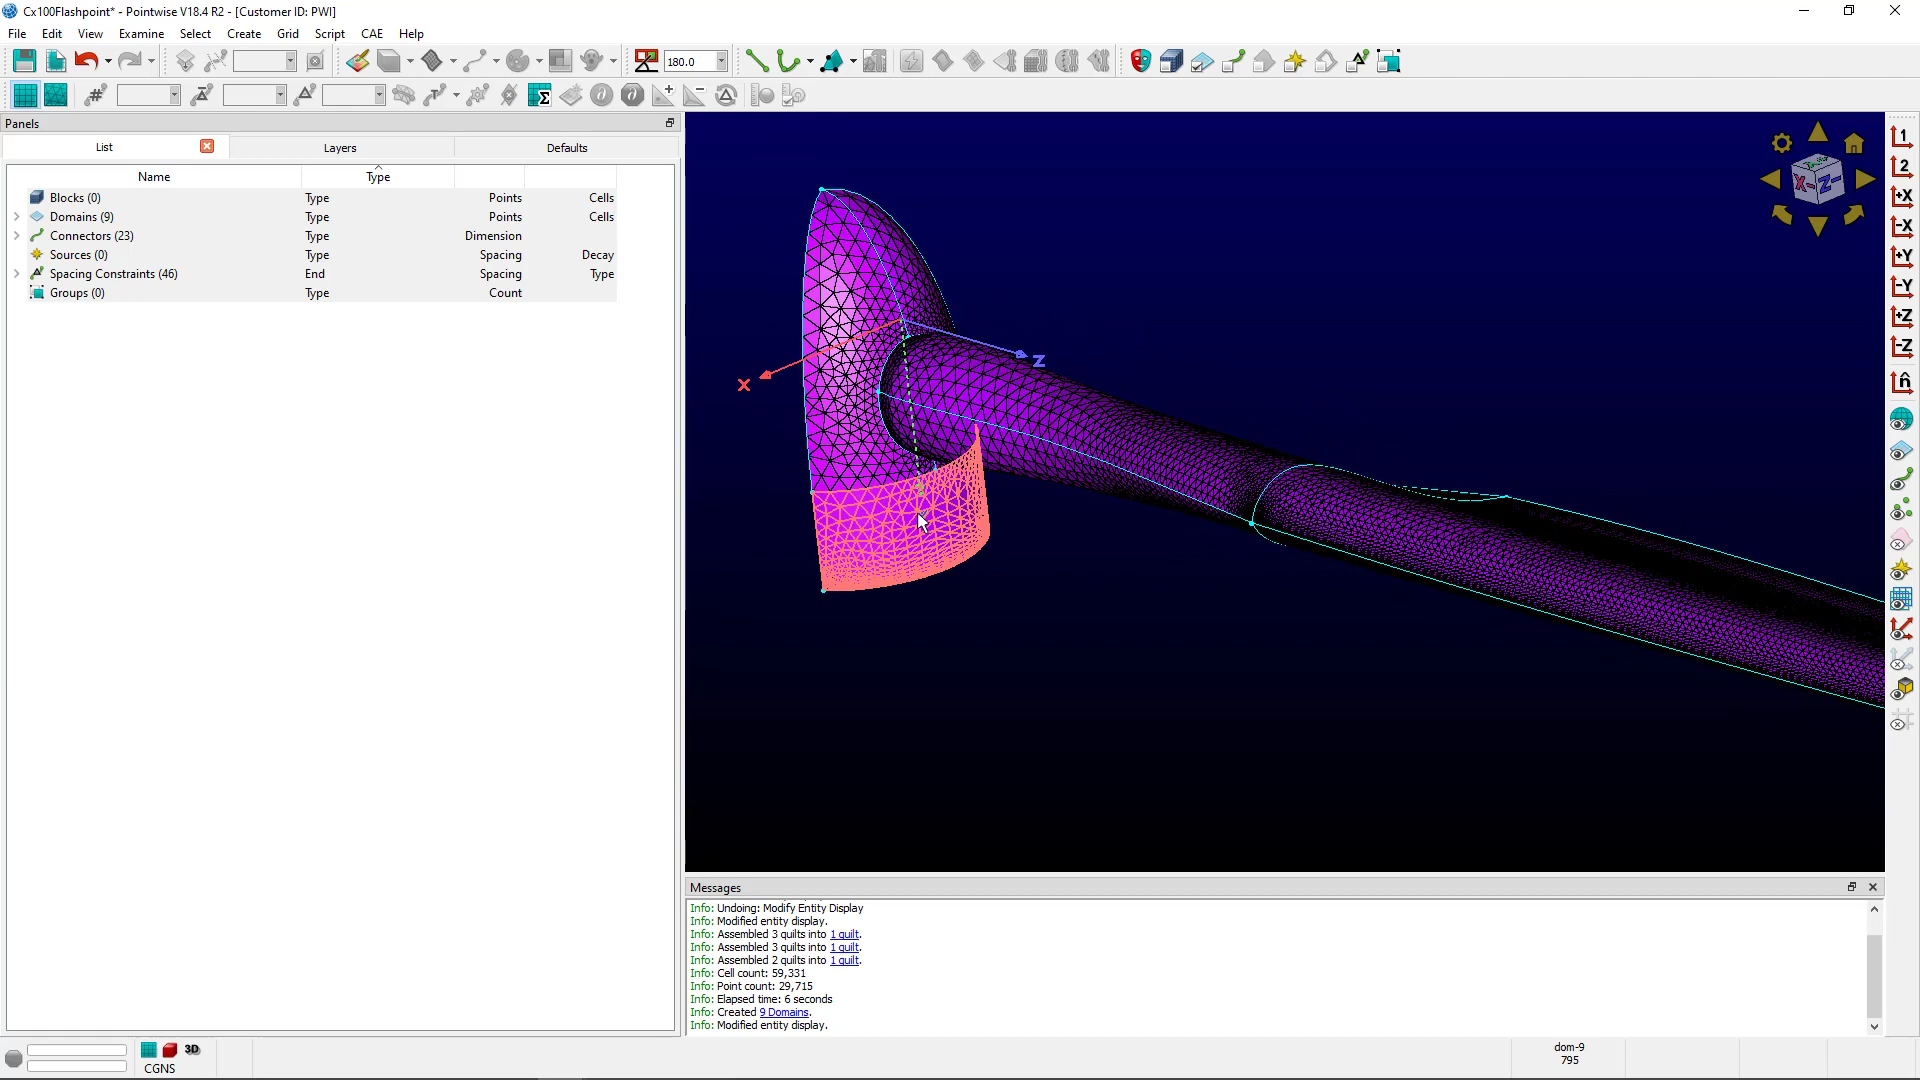 Cx100Flashpoint* - Pointwise V18.4 R2 - [Customer ID: PWI]
File Edit View Examine Select Create Grid Script CAE Help
180.0
Panels
List Layers Defaults
Name Type
Blocks (0) Type Points Cells
Domains (9) Type Points Cells
Connectors (23) Type Dimension
Sources (0) Type Spacing Decay
Spacing Constraints (46) End Spacing Type
Groups (0) Type Count
X Z
X- Z-
1
2
+X
-X
+Y
-Y
+Z
-Z
n̂
Messages
Info: Undoing: Modify Entity Display
Info: Modified entity display.
Info: Assembled 3 quilts into 1 quilt.
Info: Assembled 3 quilts into 1 quilt.
Info: Assembled 2 quilts into 1 quilt.
Info: Cell count: 59,331
Info: Point count: 29,715
Info: Elapsed time: 6 seconds
Info: Created 9 Domains.
Info: Modified entity display.
3D
CGNS
dom-9
795